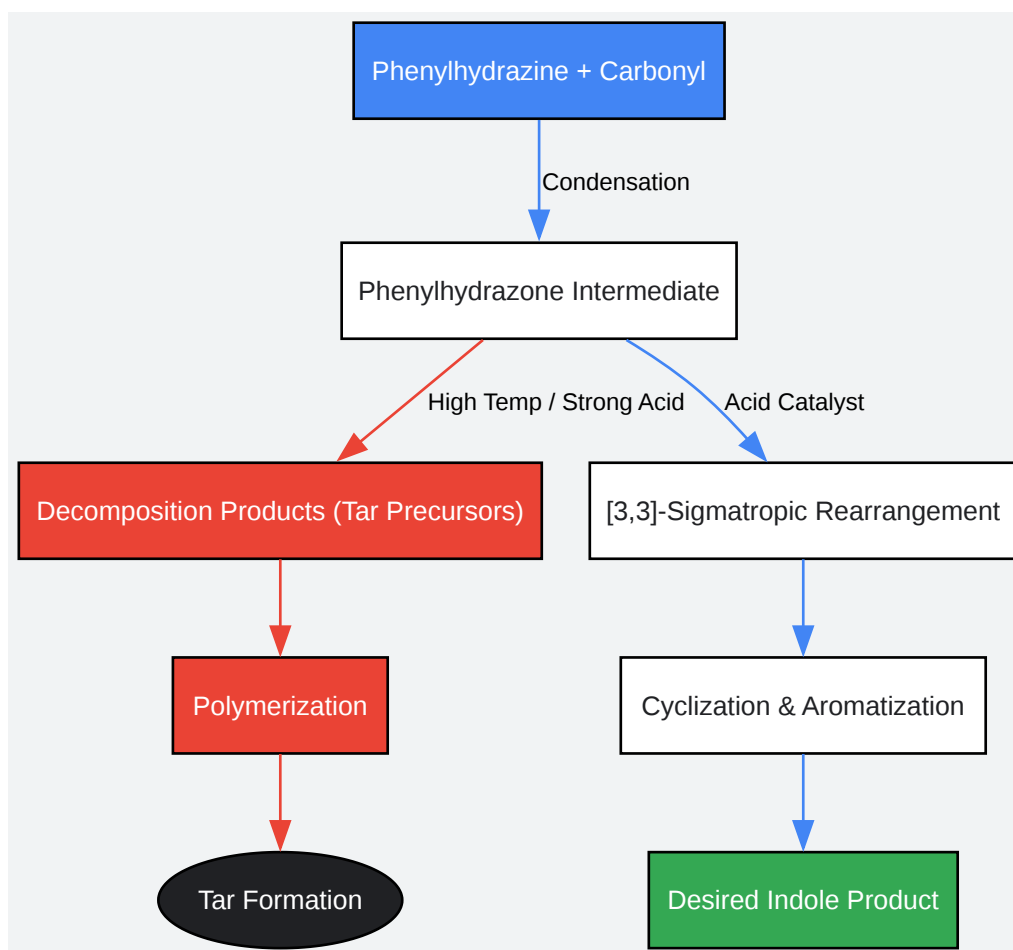 Phenylhydrazine + Carbonyl
Condensation
Phenylhydrazone Intermediate
High Temp / Strong Acid
Acid Catalyst
Decomposition Products (Tar Precursors)
[3,3]-Sigmatropic Rearrangement
Polymerization
Cyclization & Aromatization
Tar Formation
Desired Indole Product